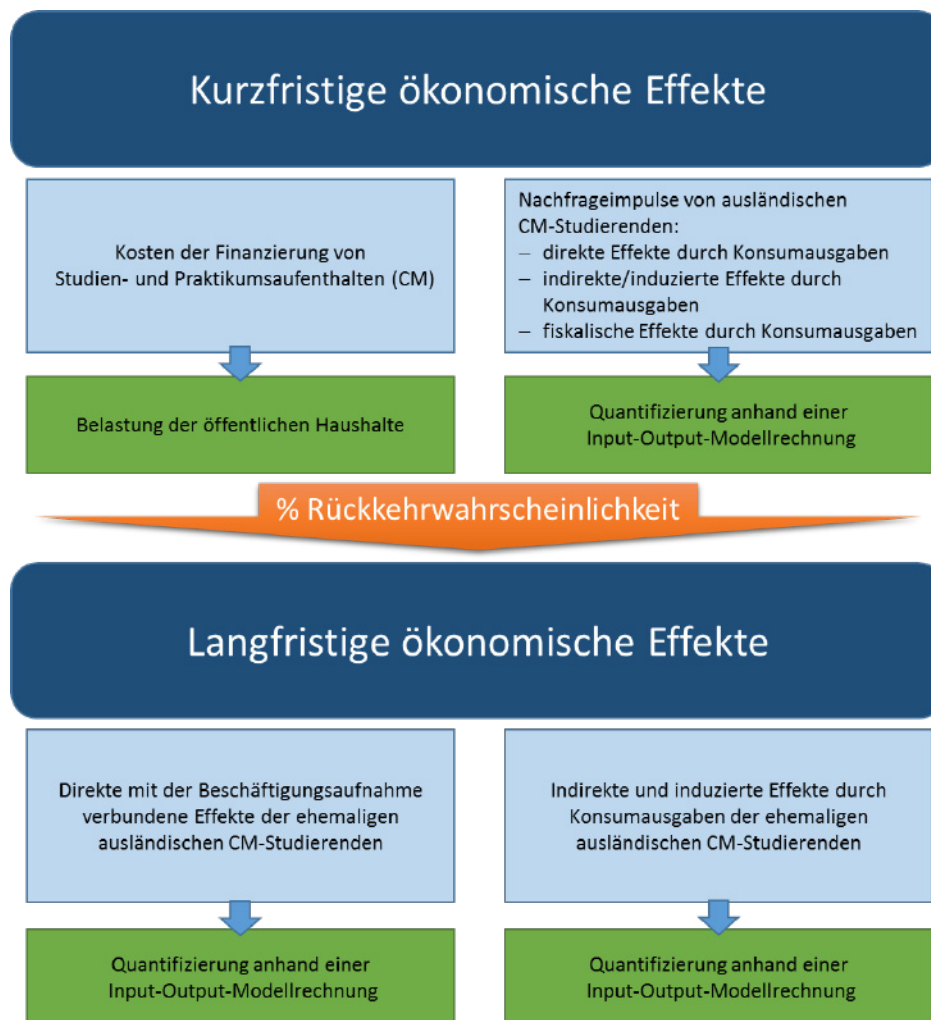 Kurzfristige ökonomische Effekte
Kosten der Finanzierung von
Studien- und Praktikumsaufenthalten (CM)
Belastung der öffentlichen Haushalte
Nachfrageimpulse von ausländischen
CM-Studierenden:
– direkte Effekte durch Konsumausgaben
– indirekte/induzierte Effekte durch
Konsumausgaben
– fiskalische Effekte durch Konsumausgaben
Quantifizierung anhand einer
Input-Output-Modellrechnung
% Rückkehrwahrscheinlichkeit
Langfristige ökonomische Effekte
Direkte mit der Beschäftigungsaufnahme
verbundene Effekte der ehemaligen
ausländischen CM-Studierenden
Quantifizierung anhand einer
Input-Output-Modellrechnung
Indirekte und induzierte Effekte durch
Konsumausgaben der ehemaligen
ausländischen CM-Studierenden
Quantifizierung anhand einer
Input-Output-Modellrechnung